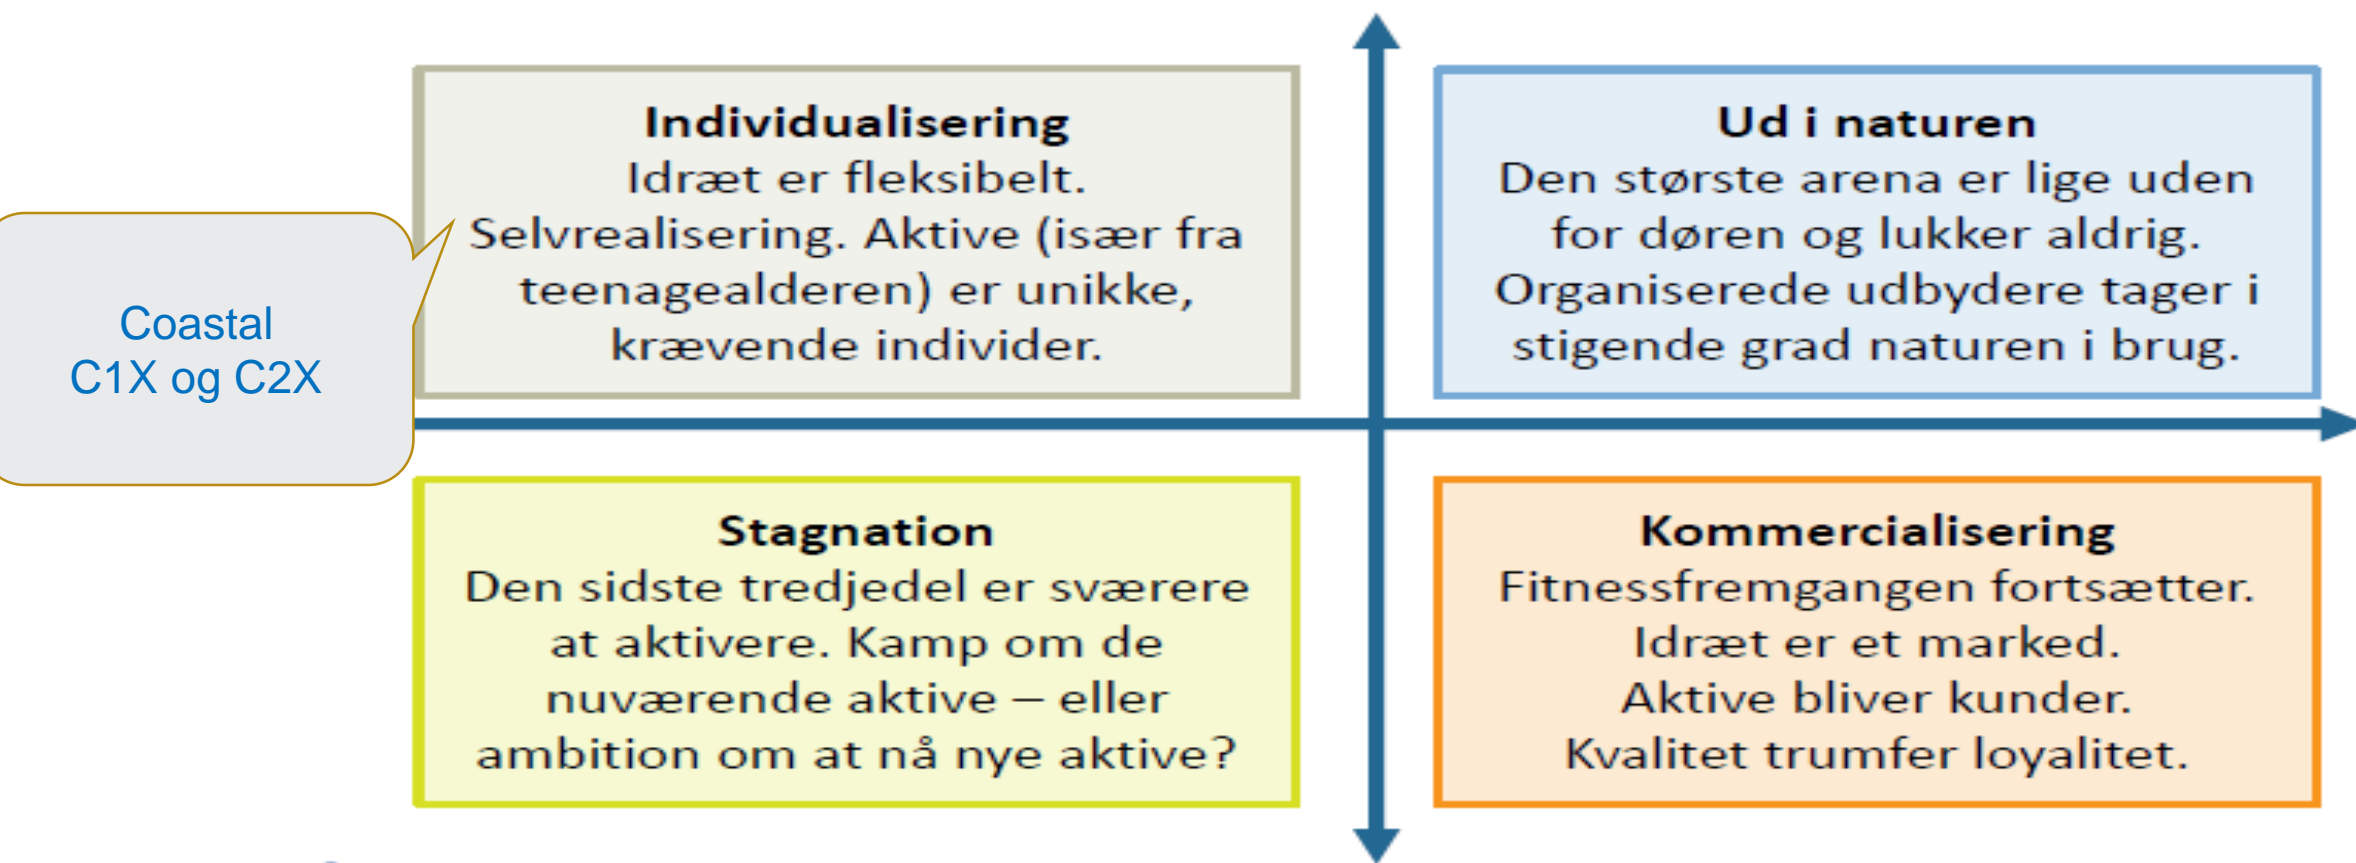 Individualisering
Idræt er fleksibelt.
Selvrealisering. Aktive (især fra
teenagealderen) er unikke,
krævende individer.
Ud i naturen
Den største arena er lige uden
for døren og lukker aldrig.
Organiserede udbydere tager i
stigende grad naturen i brug.
Coastal
C1X og C2X
Stagnation
Den sidste tredjedel er sværere
at aktivere. Kamp om de
nuværende aktive – eller
ambition om at nå nye aktive?
Kommercialisering
Fitnessfremgangen fortsætter.
Idræt er et marked.
Aktive bliver kunder.
Kvalitet trumfer loyalitet.